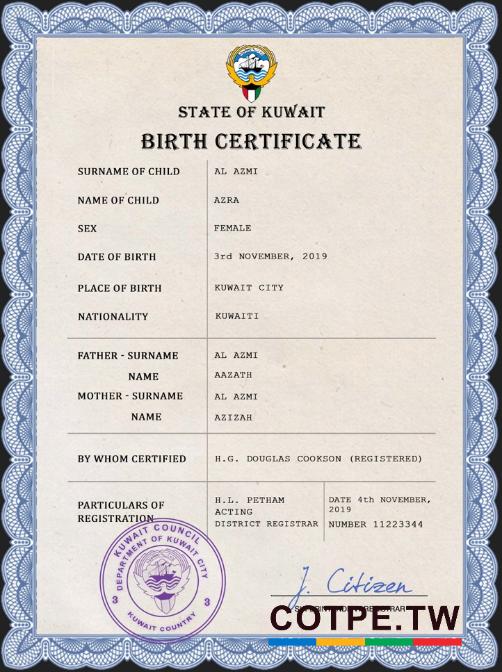 STATE OF KUWAIT
BIRTH CERTIFICATE
SURNAME OF CHILD AL AZMI
NAME OF CHILD AZRA
SEX FEMALE
DATE OF BIRTH 3rd NOVEMBER, 2019
PLACE OF BIRTH KUWAIT CITY
NATIONALITY KUWAITI
FATHER - SURNAME AL AZMI
NAME AAZATH
MOTHER - SURNAME AL AZMI
NAME AZIZAH
BY WHOM CERTIFIED H.G. DOUGLAS COOKSON (REGISTERED)
PARTICULARS OF
REGISTRATION
H.L. PETHAM
ACTING
DISTRICT REGISTRAR
DATE 4th NOVEMBER,
2019
NUMBER 11223344
KUWAIT COUNCIL
DEPARTMENT OF KUWAIT CITY
3 3
KUWAIT COUNTRY
J. Citizen
COTPE.TW